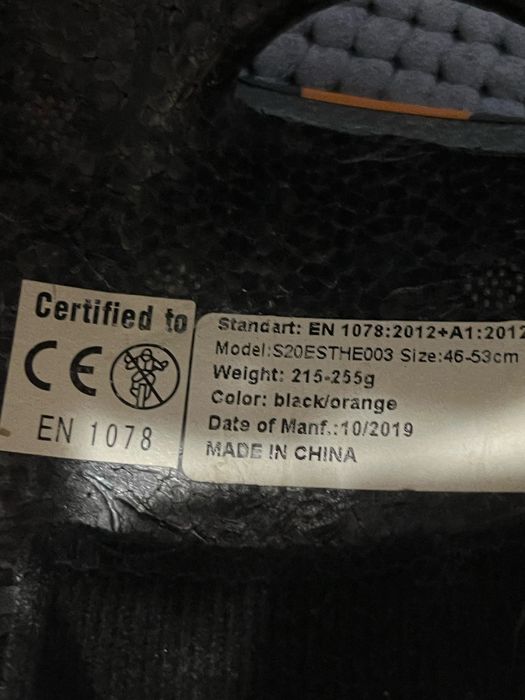 Certified to
CE
EN 1078
Standart: EN 1078:2012+A1:2012
Model:S20ESTHE003 Size:46-53cm
Weight: 215-255g
Color: black/orange
Date of Manf.:10/2019
MADE IN CHINA